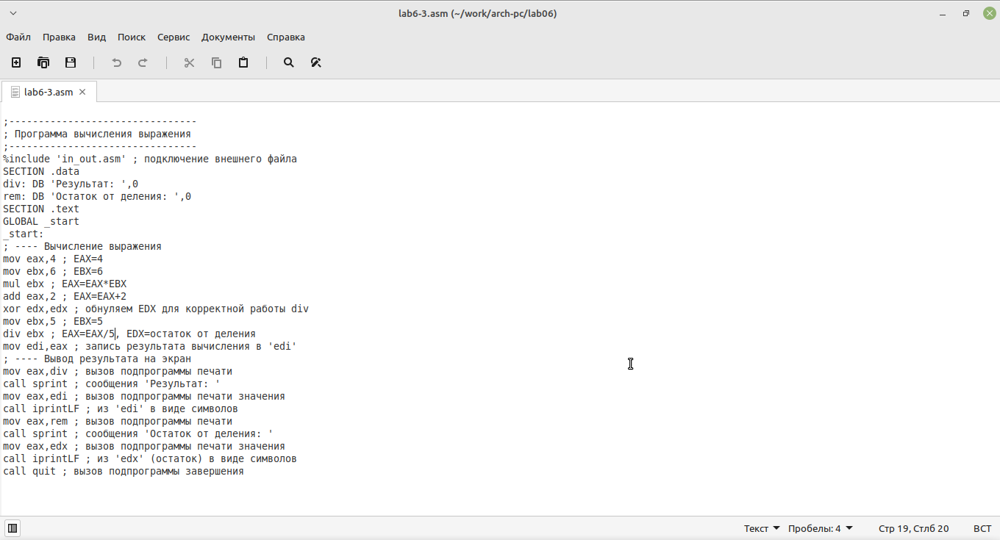 lab6-3.asm (~/work/arch-pc/lab06)
Файл Правка Вид Поиск Сервис Документы Справка
lab6-3.asm
;--------------------------------
; Программа вычисления выражения
;--------------------------------
%include 'in_out.asm' ; подключение внешнего файла
SECTION .data
div: DB 'Результат: ',0
rem: DB 'Остаток от деления: ',0
SECTION .text
GLOBAL _start
_start:
; ---- Вычисление выражения
mov eax,4 ; EAX=4
mov ebx,6 ; EBX=6
mul ebx ; EAX=EAX*EBX
add eax,2 ; EAX=EAX+2
xor edx,edx ; обнуляем EDX для корректной работы div
mov ebx,5 ; EBX=5
div ebx ; EAX=EAX/5, EDX=остаток от деления
mov edi,eax ; запись результата вычисления в 'edi'
; ---- Вывод результата на экран
mov eax,div ; вызов подпрограммы печати
call sprint ; сообщения 'Результат: '
mov eax,edi ; вызов подпрограммы печати значения
call iprintLF ; из 'edi' в виде символов
mov eax,rem ; вызов подпрограммы печати
call sprint ; сообщения 'Остаток от деления: '
mov eax,edx ; вызов подпрограммы печати значения
call iprintLF ; из 'edx' (остаток) в виде символов
call quit ; вызов подпрограммы завершения
Текст Пробелы: 4 Стр 19, Стлб 20 ВСТ